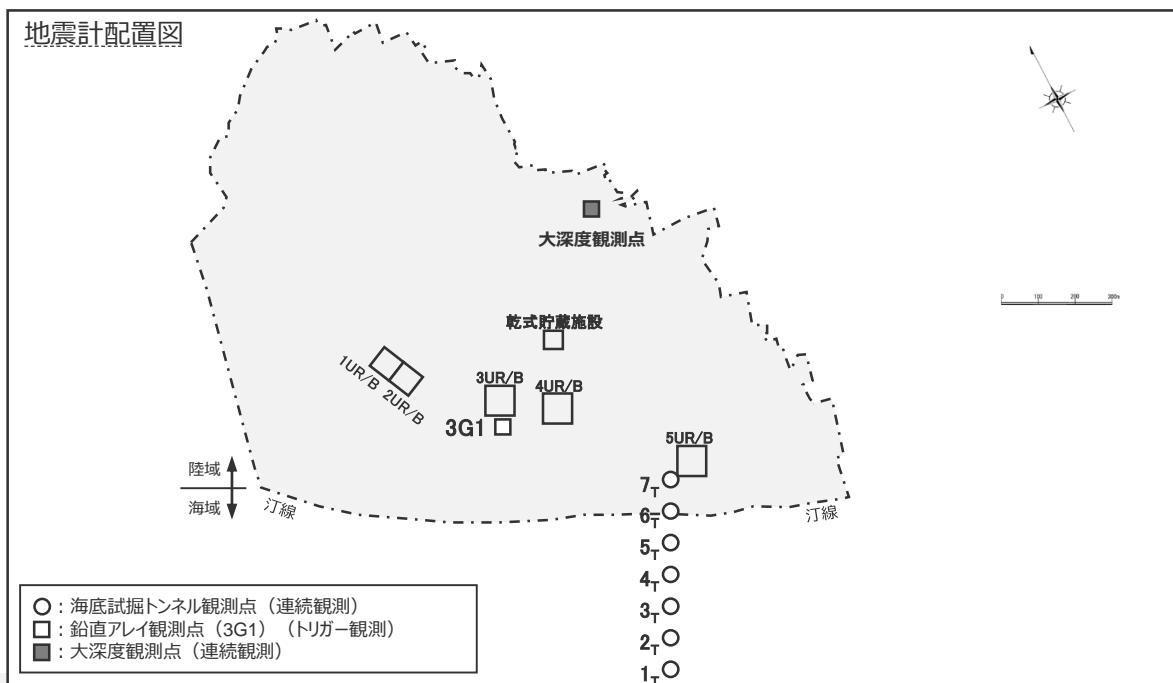 地震計配置図
大深度観測点
0 100 200 300m
乾式貯蔵施設
1UR/B 2UR/B
3UR/B
4UR/B
3G1
5UR/B
陸域
海域
汀線
汀線
7T
6T
5T
4T
3T
2T
1T
：海底試掘トンネル観測点（連続観測）
：鉛直アレイ観測点（3G1）（トリガー観測）
：大深度観測点（連続観測）